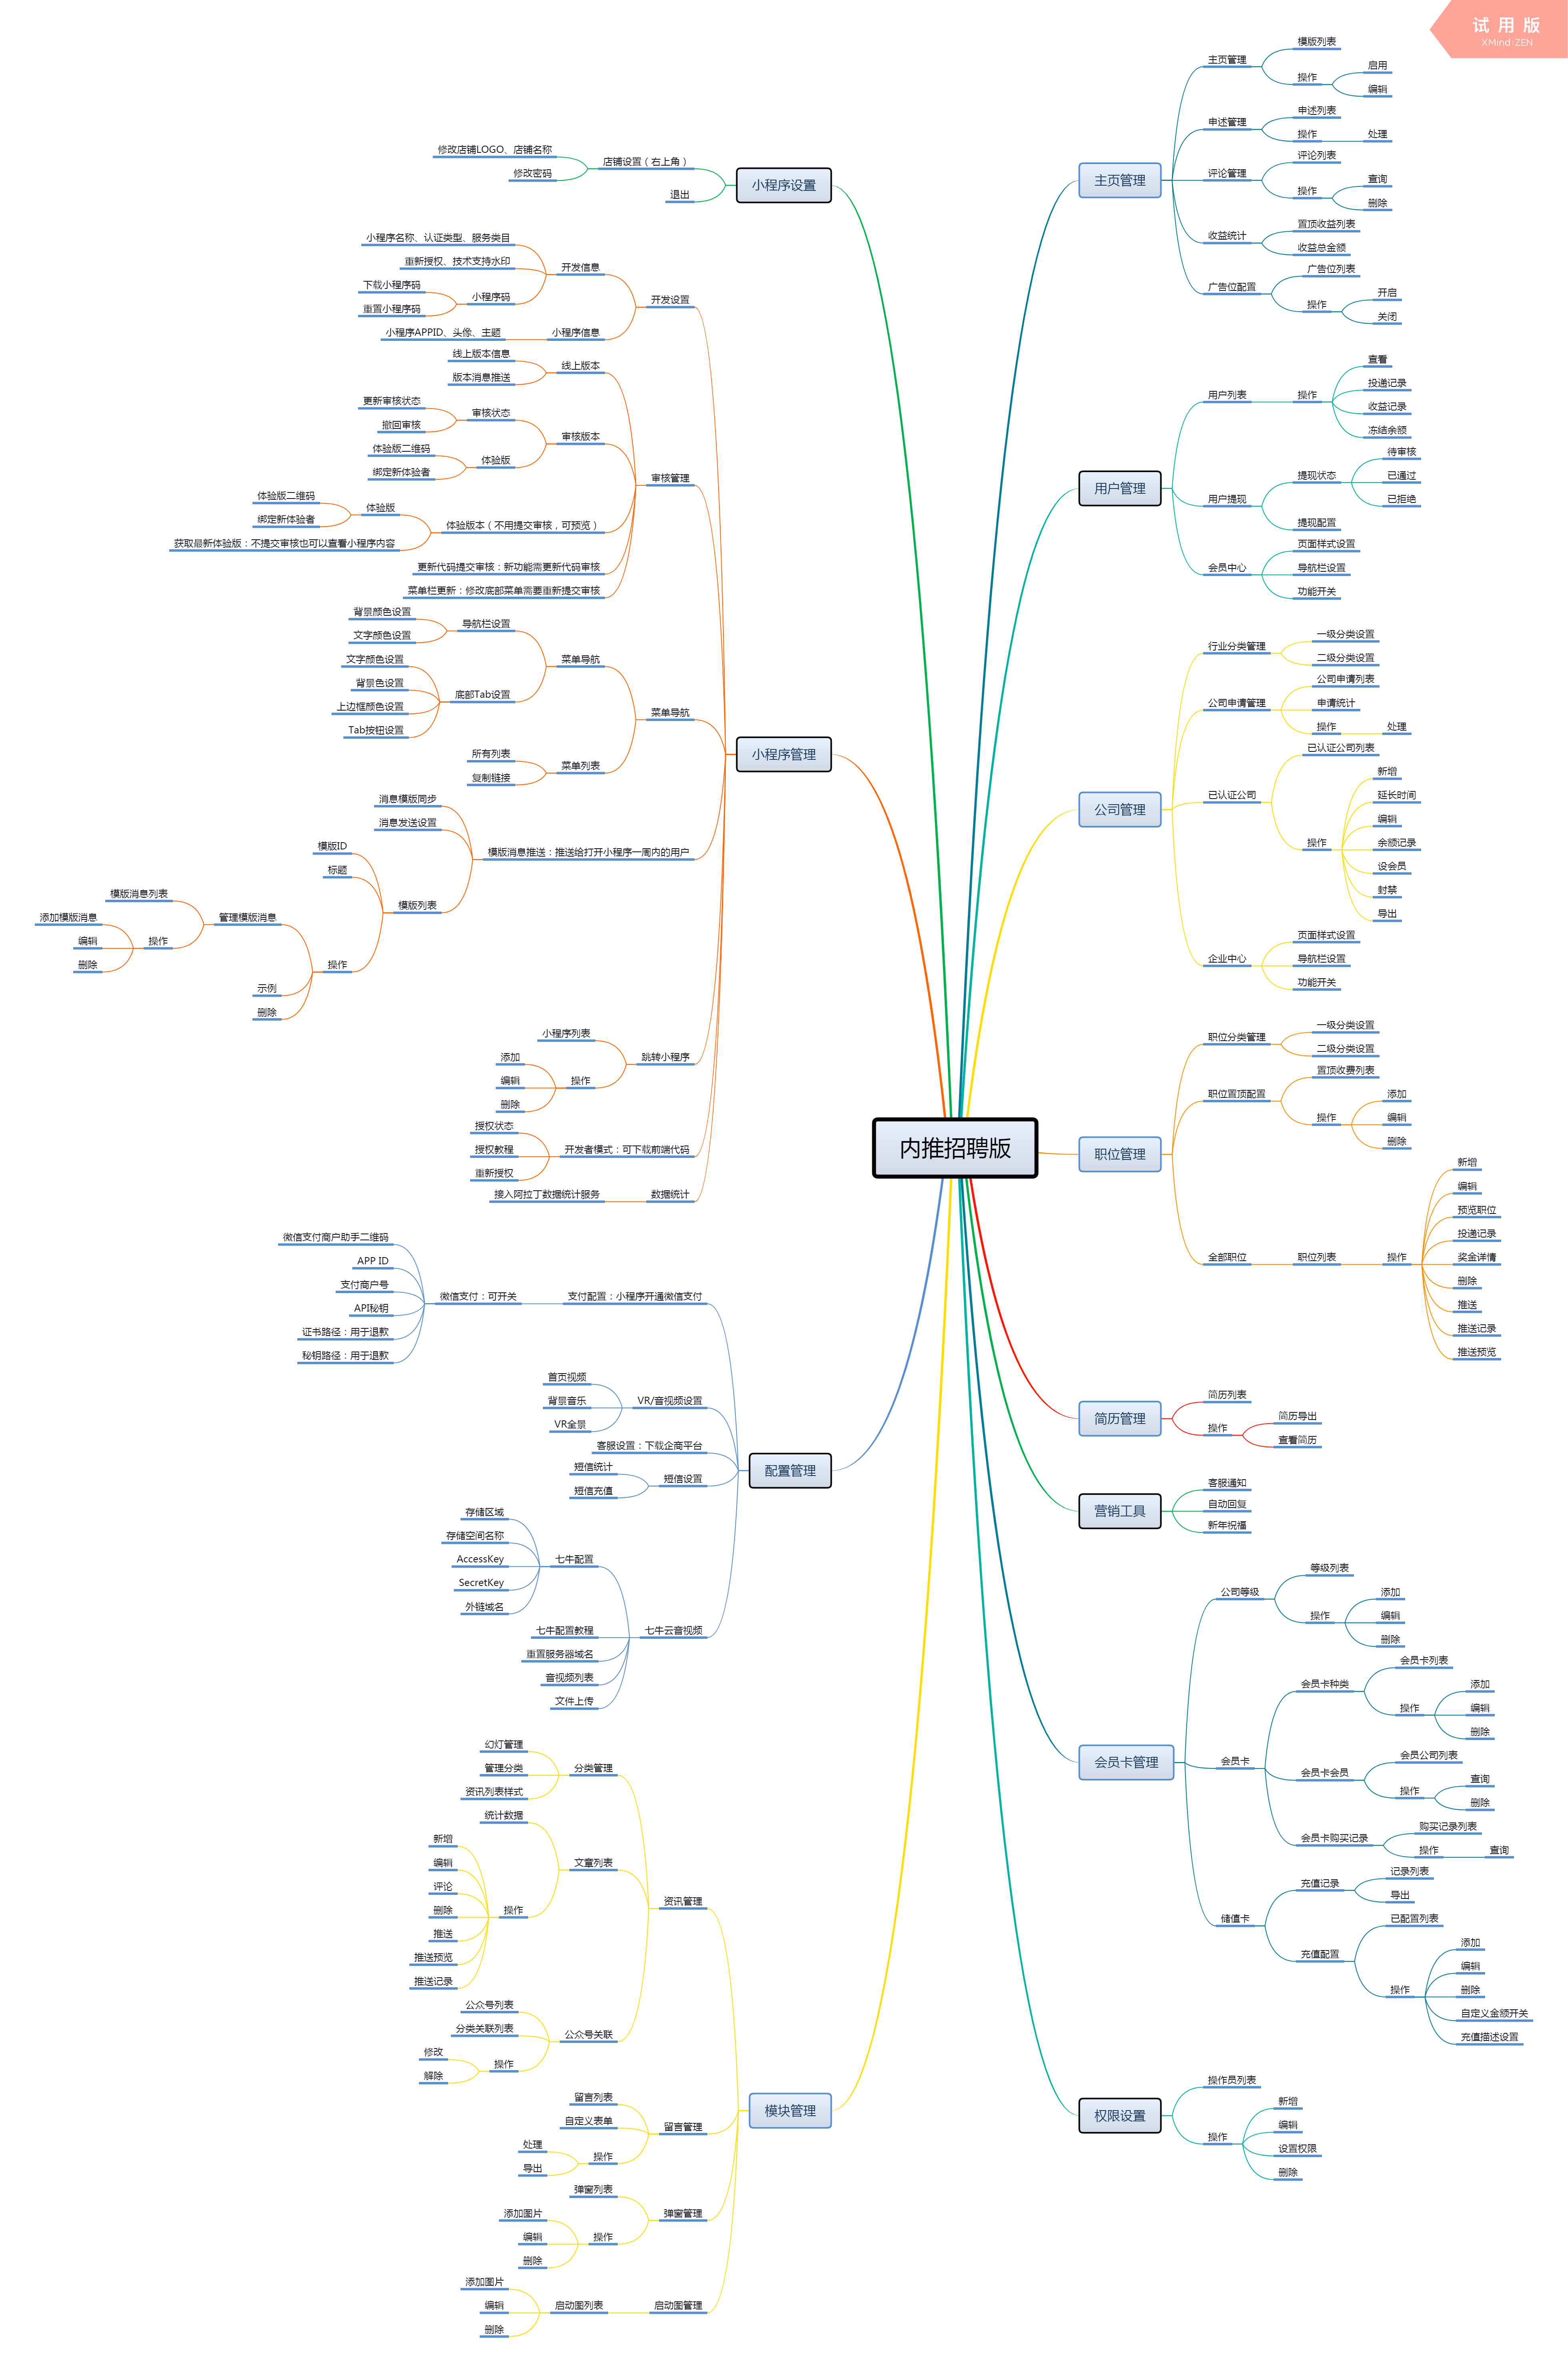 试 用 版
XMind:ZEN
内推招聘版
主页管理
主页管理
模版列表
操作
启用
编辑
申述管理
申述列表
操作
处理
评论管理
评论列表
操作
查询
删除
收益统计
置顶收益列表
收益总金额
广告位配置
广告位列表
操作
开启
关闭
用户管理
用户列表
操作
查看
投递记录
收益记录
冻结余额
用户提现
提现状态
待审核
已通过
已拒绝
提现配置
会员中心
页面样式设置
导航栏设置
功能开关
公司管理
行业分类管理
一级分类设置
二级分类设置
公司申请管理
公司申请列表
申请统计
操作
处理
已认证公司
已认证公司列表
操作
新增
延长时间
编辑
余额记录
设会员
封禁
导出
企业中心
页面样式设置
导航栏设置
功能开关
职位管理
职位分类管理
一级分类设置
二级分类设置
职位置顶配置
置顶收费列表
操作
添加
编辑
删除
全部职位
职位列表
操作
新增
编辑
预览职位
投递记录
奖金详情
删除
推送
推送记录
推送预览
简历管理
简历列表
操作
简历导出
查看简历
营销工具
客服通知
自动回复
新年祝福
会员卡管理
公司等级
等级列表
操作
添加
编辑
删除
会员卡
会员卡种类
会员卡列表
操作
添加
编辑
删除
会员卡会员
会员公司列表
操作
查询
删除
会员卡购买记录
购买记录列表
操作
查询
储值卡
充值记录
记录列表
导出
充值配置
已配置列表
操作
添加
编辑
删除
自定义金额开关
充值描述设置
权限设置
操作员列表
操作
新增
编辑
设置权限
删除
小程序设置
店铺设置（右上角）
修改店铺LOGO、店铺名称
修改密码
退出
小程序管理
开发设置
开发信息
小程序名称、认证类型、服务类目
重新授权、技术支持水印
小程序码
下载小程序码
重置小程序码
小程序信息
小程序APPID、头像、主题
审核管理
线上版本
线上版本信息
版本消息推送
审核版本
审核状态
更新审核状态
撤回审核
体验版
体验版二维码
绑定新体验者
体验版本（不用提交审核，可预览）
体验版
体验版二维码
绑定新体验者
获取最新体验版：不提交审核也可以查看小程序内容
更新代码提交审核：新功能需更新代码审核
菜单栏更新：修改底部菜单需要重新提交审核
菜单导航
菜单导航
导航栏设置
背景颜色设置
文字颜色设置
底部Tab设置
文字颜色设置
背景色设置
上边框颜色设置
Tab按钮设置
菜单列表
所有列表
复制链接
模版消息推送：推送给打开小程序一周内的用户
消息模版同步
消息发送设置
模版列表
模版ID
标题
操作
管理模版消息
模版消息列表
操作
添加模版消息
编辑
删除
示例
删除
跳转小程序
小程序列表
操作
添加
编辑
删除
开发者模式：可下载前端代码
授权状态
授权教程
重新授权
数据统计
接入阿拉丁数据统计服务
配置管理
支付配置：小程序开通微信支付
微信支付：可开关
微信支付商户助手二维码
APP ID
支付商户号
API秘钥
证书路径：用于退款
秘钥路径：用于退款
VR/音视频设置
首页视频
背景音乐
VR全景
客服设置：下载企商平台
短信设置
短信统计
短信充值
七牛云音视频
七牛配置
存储区域
存储空间名称
AccessKey
SecretKey
外链域名
七牛配置教程
重置服务器域名
音视频列表
文件上传
模块管理
资讯管理
分类管理
幻灯管理
管理分类
资讯列表样式
文章列表
统计数据
操作
新增
编辑
评论
删除
推送
推送预览
推送记录
公众号关联
公众号列表
分类关联列表
操作
修改
解除
留言管理
留言列表
自定义表单
操作
处理
导出
弹窗管理
弹窗列表
操作
添加图片
编辑
删除
启动图管理
启动图列表
添加图片
编辑
删除